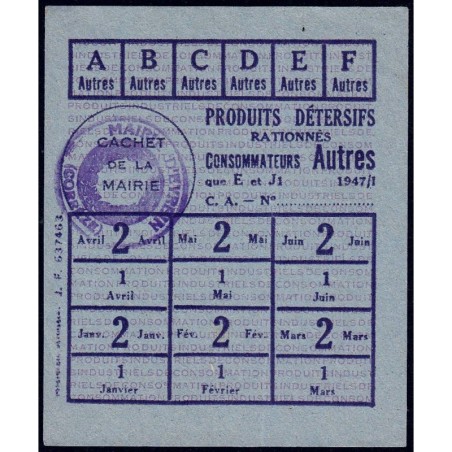 A B C D E F
Autres Autres Autres Autres Autres Autres
PRODUITS DÉTERSIFS
RATIONNÉS
CACHET
DE LA
MAIRIE
CONSOMMATEURS Autres
que E et J1 1947/I
C. A. — No
J. F. 637463
Avril 2 Avril Mai 2 Mai Juin 2 Juin
1 1 1
Avril Mai Juin
Janv. 2 Janv. Fév. 2 Fév. Mars 2 Mars
1 1 1
Janvier Février Mars